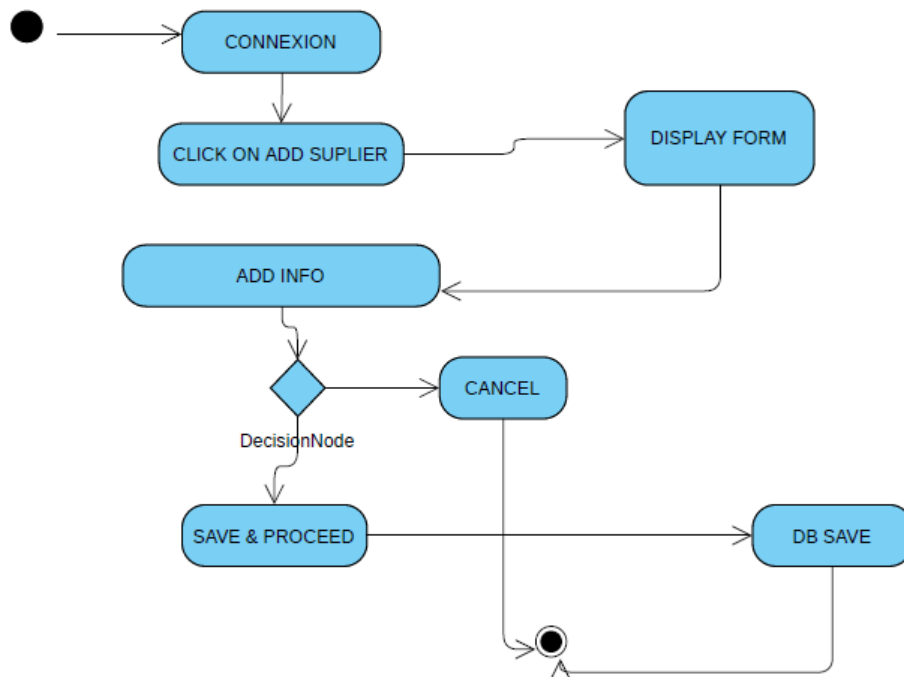 CONNEXION
CLICK ON ADD SUPLIER
DISPLAY FORM
ADD INFO
CANCEL
DecisionNode
SAVE & PROCEED
DB SAVE